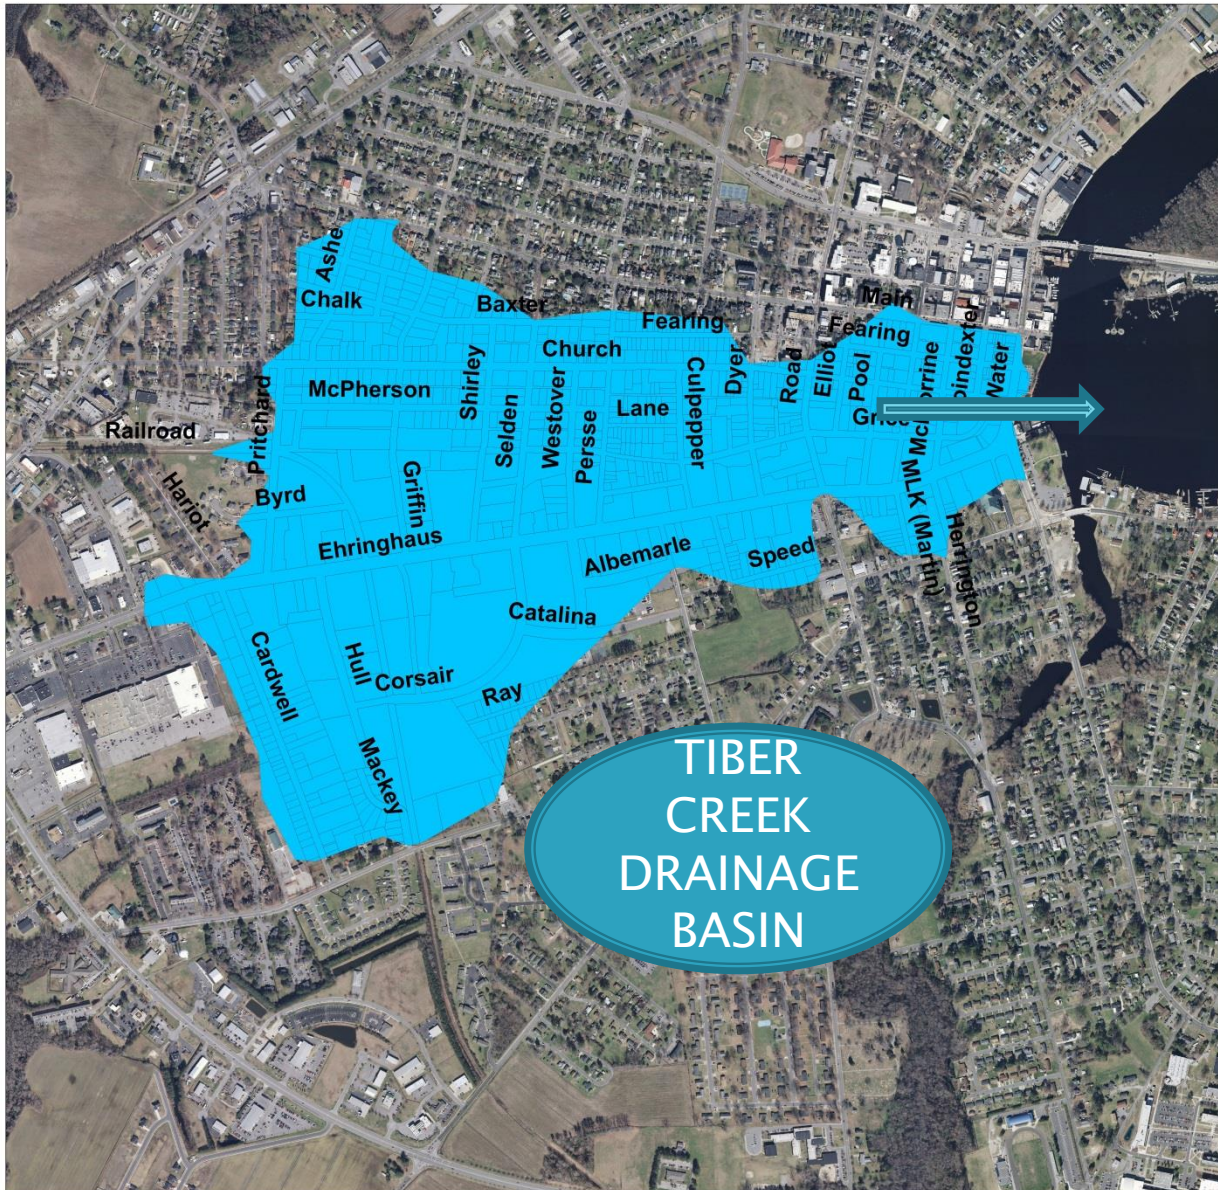 Ashe
Chalk
Baxter
Main
Fearing
Fearing
Church
McPherson
Shirley
Selden
Westover
Persse
Lane
Culpepper
Dyer
Road
Pool
Water
Railroad
Pritchard
Hariot
Byrd
Griffin
Ehringhaus
Albemarle
Speed
MLK (Martin)
Herrington
Catalina
Cardwell
Hull
Corsair
Ray
Mackey
TIBER
CREEK
DRAINAGE
BASIN